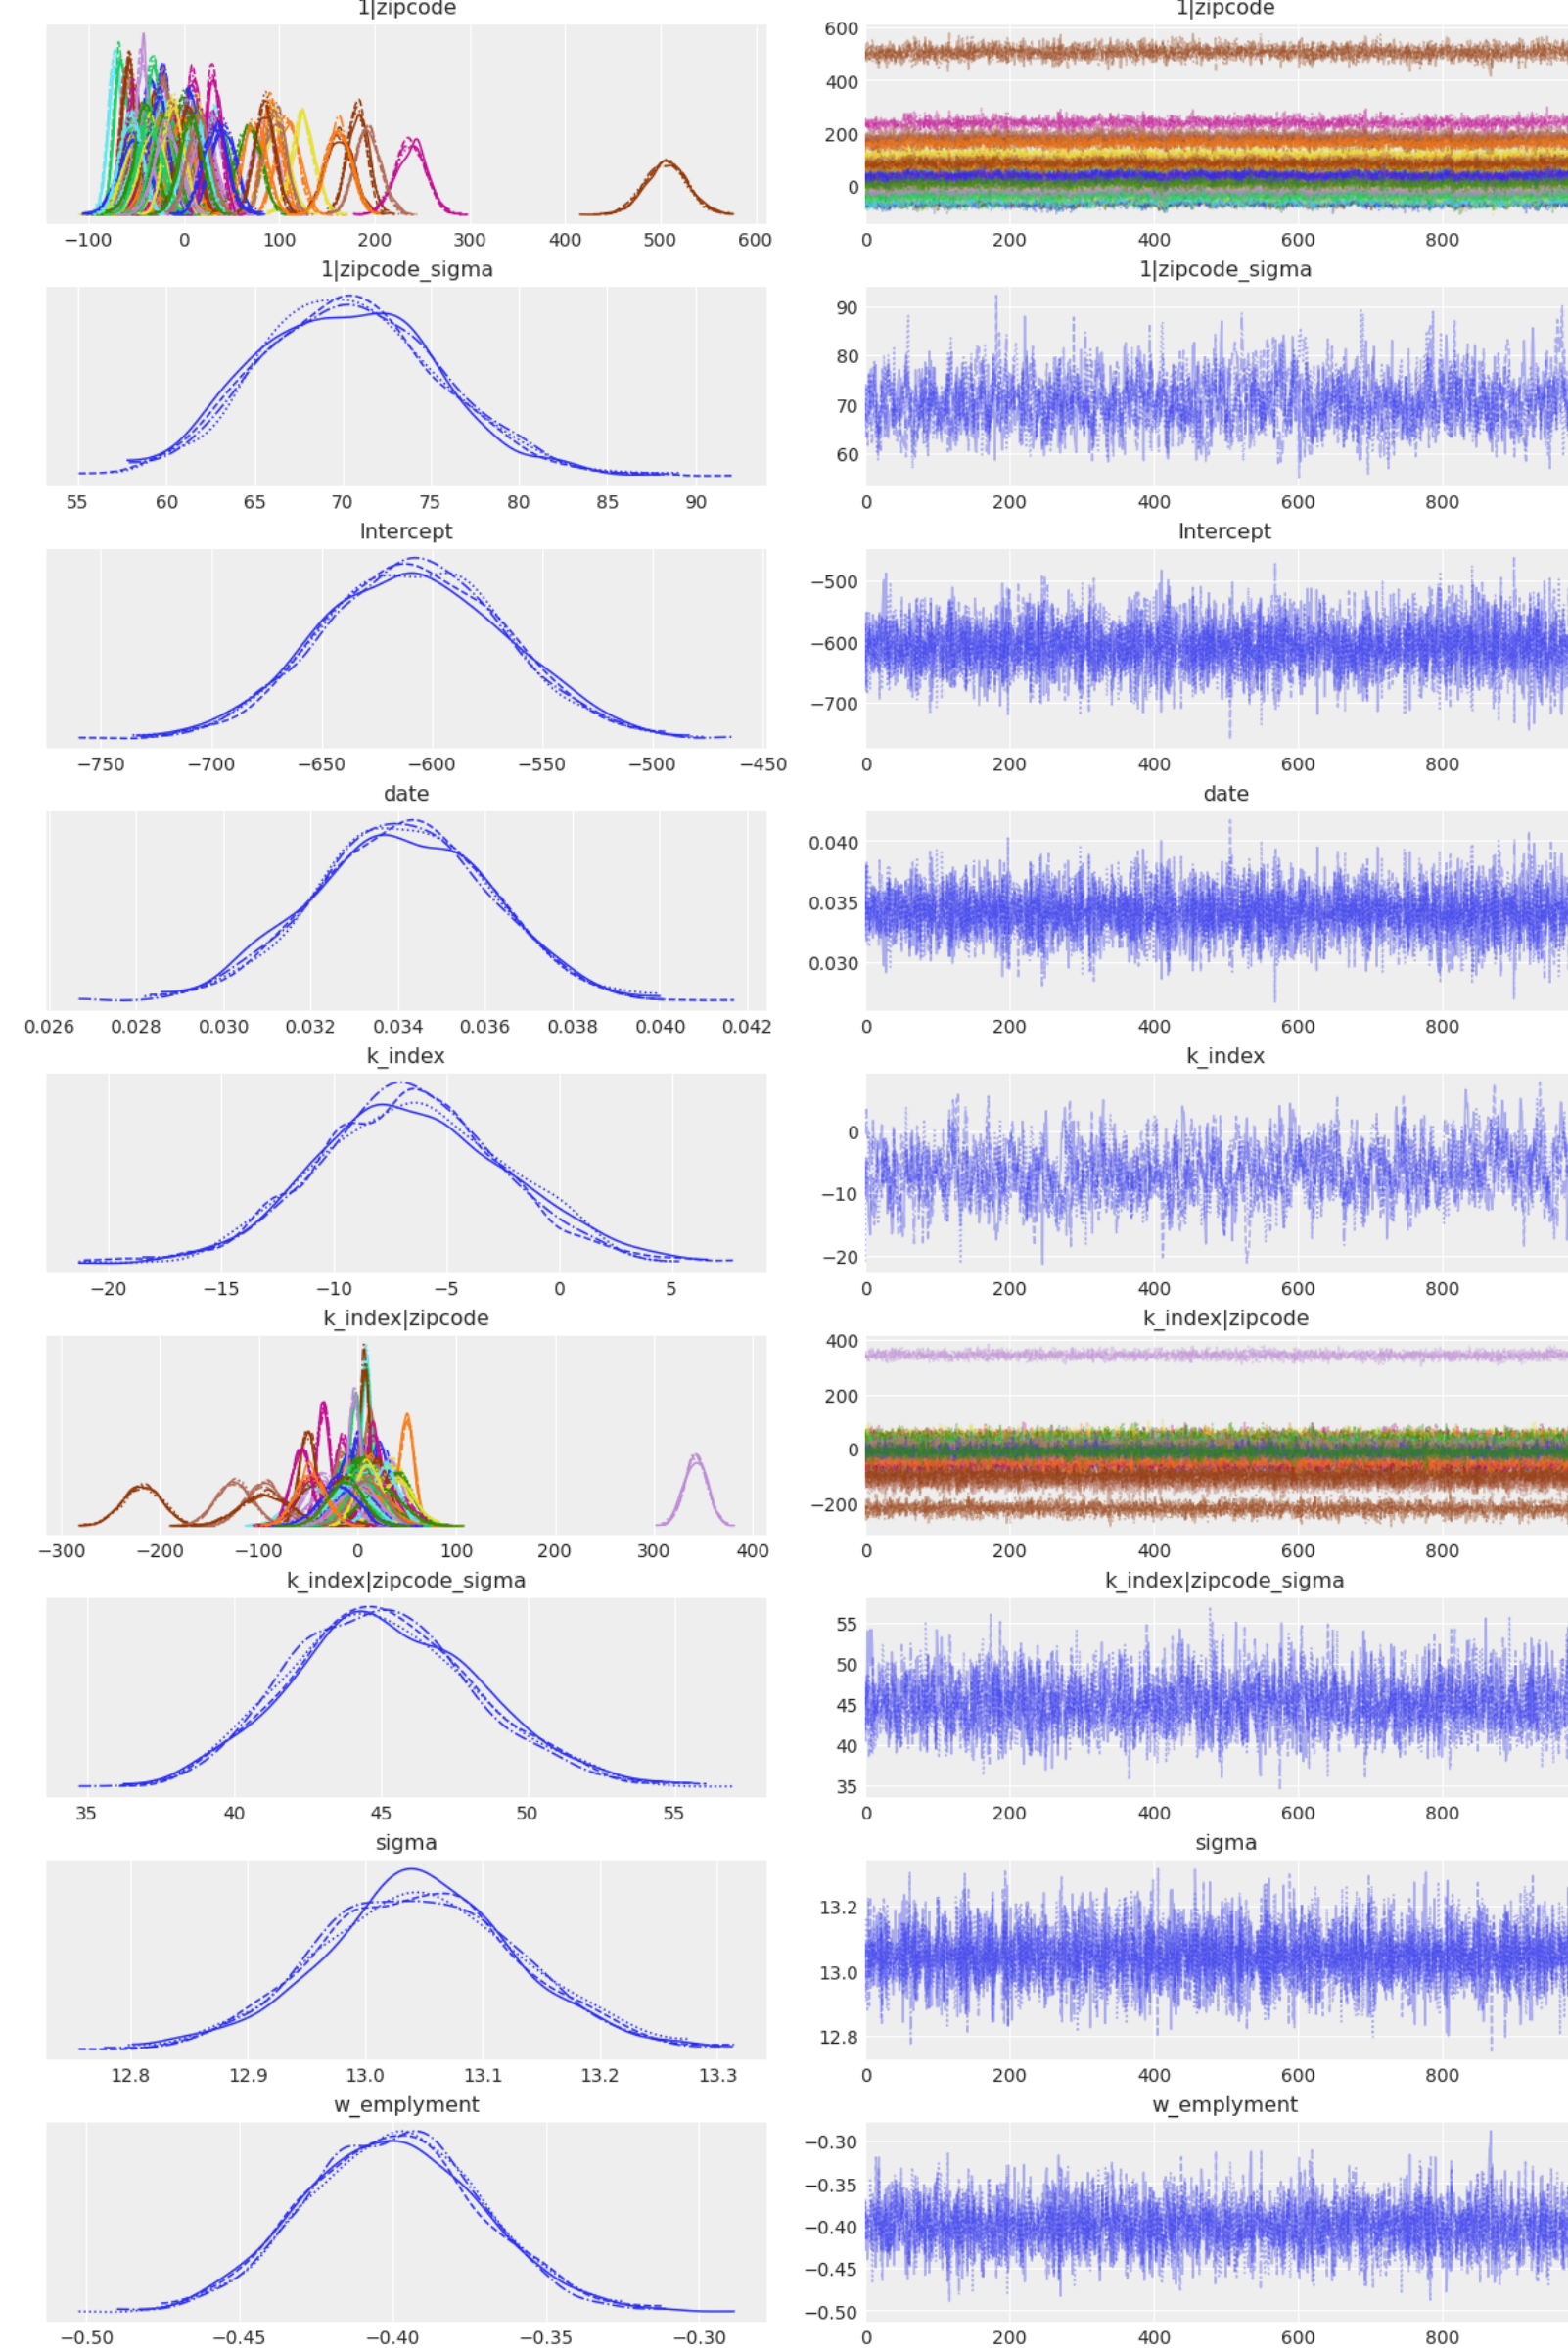 1|zipcode 1|zipcode
600
400
200
0
−100 0 100 200 300 400 500 600 0 200 400 600 800
1|zipcode_sigma 1|zipcode_sigma
90
80
70
60
55 60 65 70 75 80 85 90 0 200 400 600 800
Intercept Intercept
−500
−600
−700
−750 −700 −650 −600 −550 −500 −450 0 200 400 600 800
date date
0.040
0.035
0.030
0.026 0.028 0.030 0.032 0.034 0.036 0.038 0.040 0.042 0 200 400 600 800
k_index k_index
0
−10
−20
−20 −15 −10 −5 0 5 0 200 400 600 800
k_index|zipcode k_index|zipcode
400
200
0
−200
−300 −200 −100 0 100 200 300 400 0 200 400 600 800
k_index|zipcode_sigma k_index|zipcode_sigma
55
50
45
40
35
35 40 45 50 55 0 200 400 600 800
sigma sigma
13.2
13.0
12.8
12.8 12.9 13.0 13.1 13.2 13.3 0 200 400 600 800
w_emplyment w_emplyment
−0.30
−0.35
−0.40
−0.45
−0.50
−0.50 −0.45 −0.40 −0.35 −0.30 0 200 400 600 800